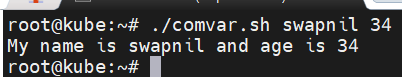 root@kube:~# ./comvar.sh swapnil 34
My name is swapnil and age is 34
root@kube:~#